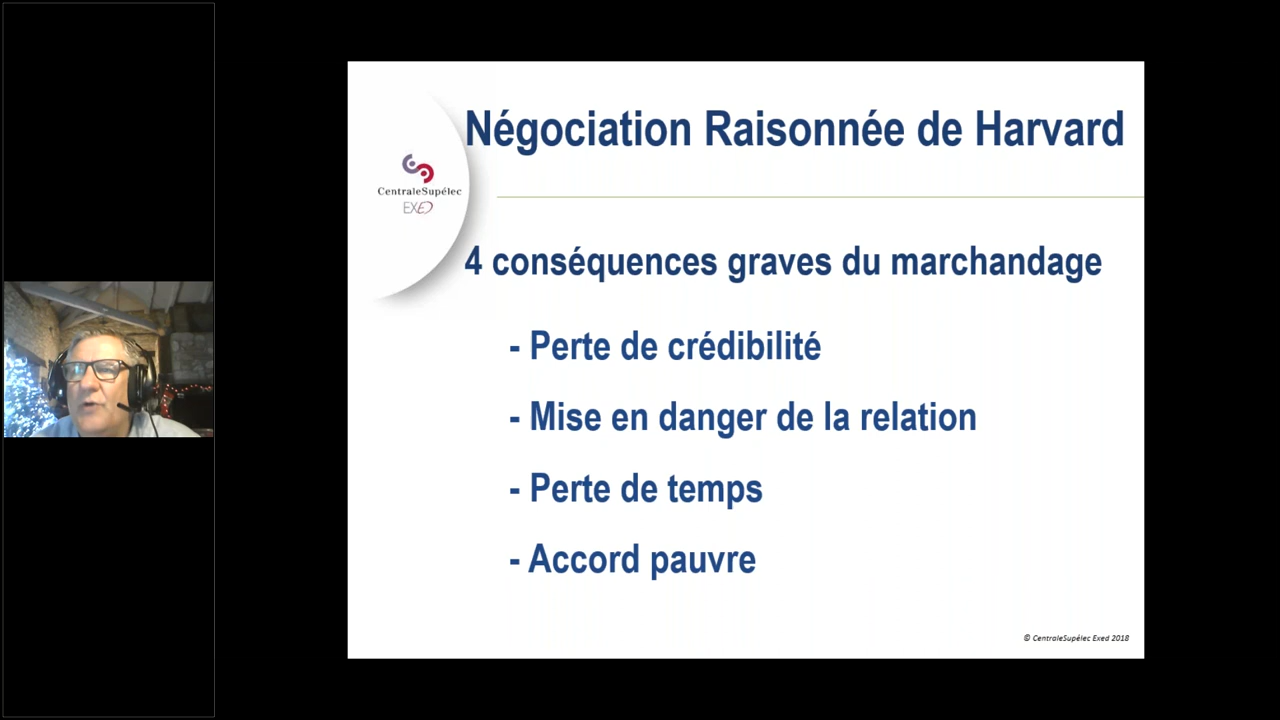 Négociation Raisonnée de Harvard
CentraleSupélec
EXED
4 conséquences graves du marchandage
- Perte de crédibilité
- Mise en danger de la relation
- Perte de temps
- Accord pauvre
© CentraleSupélec Exed 2018